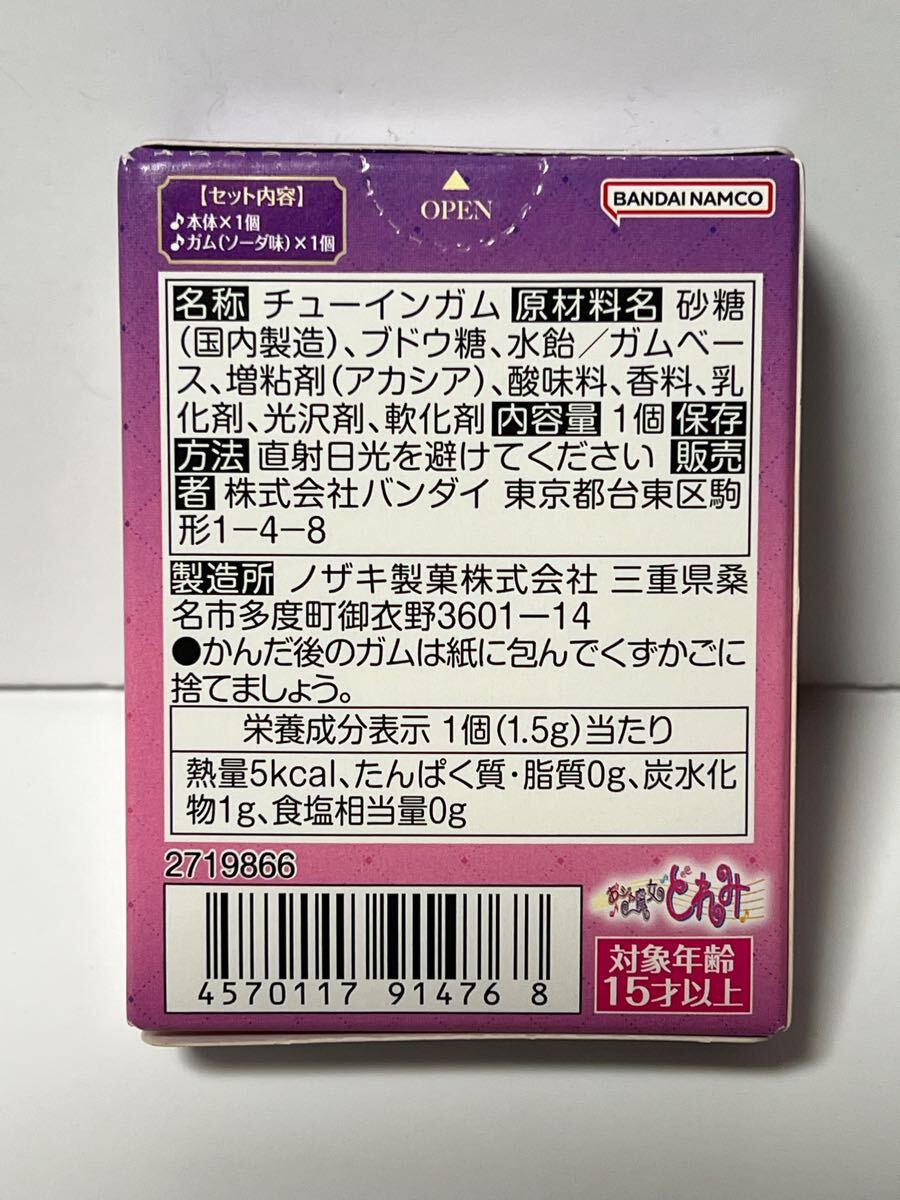 【セット内容】
♪本体×1個
♪ガム(ソーダ味)×1個
OPEN
BANDAI NAMCO
名称 チューインガム 原材料名 砂糖
(国内製造)、ブドウ糖、水飴／ガムベー
ス、増粘剤(アカシア)、酸味料、香料、乳
化剤、光沢剤、軟化剤 内容量 1個 保存
方法 直射日光を避けてください 販売
者 株式会社バンダイ 東京都台東区駒
形1-4-8
製造所 ノザキ製菓株式会社 三重県桑
名市多度町御衣野3601-14
●かんだ後のガムは紙に包んでくずかごに
捨てましょう。
栄養成分表示 1個(1.5g)当たり
熱量5kcal、たんぱく質・脂質0g、炭水化
物1g、食塩相当量0g
2719866
おジャ魔女どれみ
4570117 914768
対象年齢
15才以上